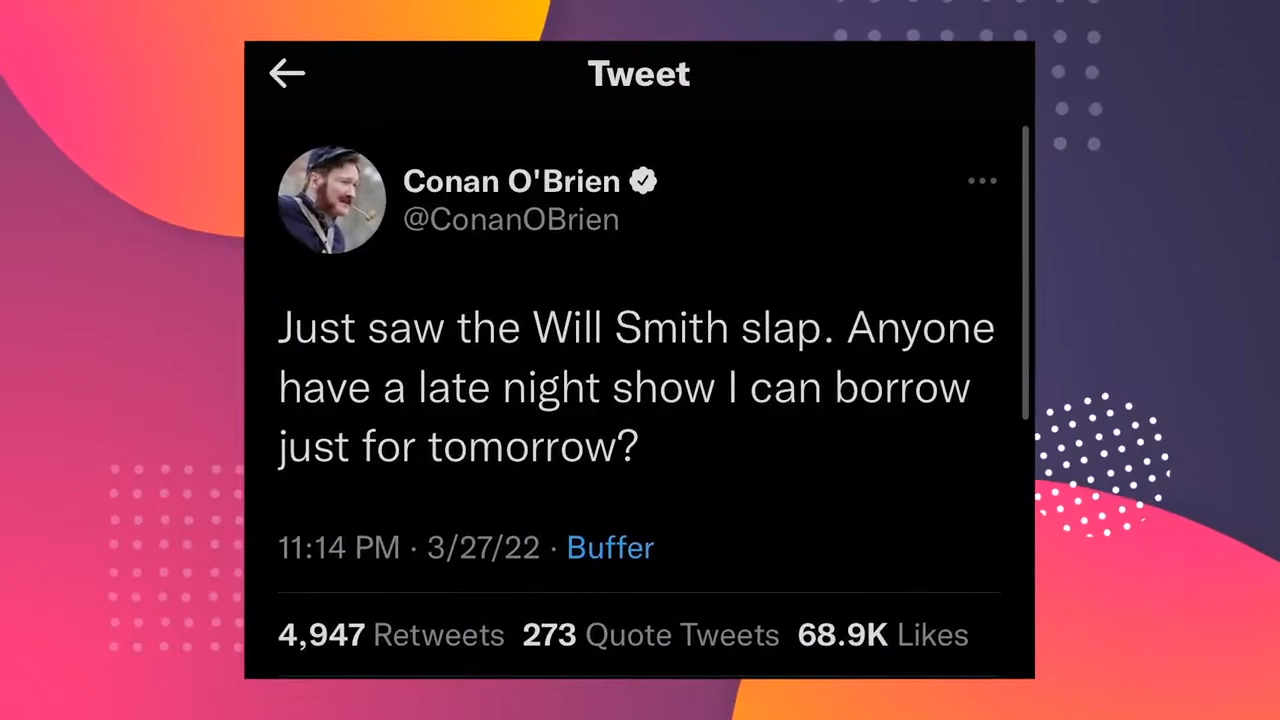 Tweet
Conan O'Brien
@ConanOBrien
Just saw the Will Smith slap. Anyone
have a late night show I can borrow
just for tomorrow?
11:14 PM · 3/27/22 · Buffer
4,947 Retweets 273 Quote Tweets 68.9K Likes